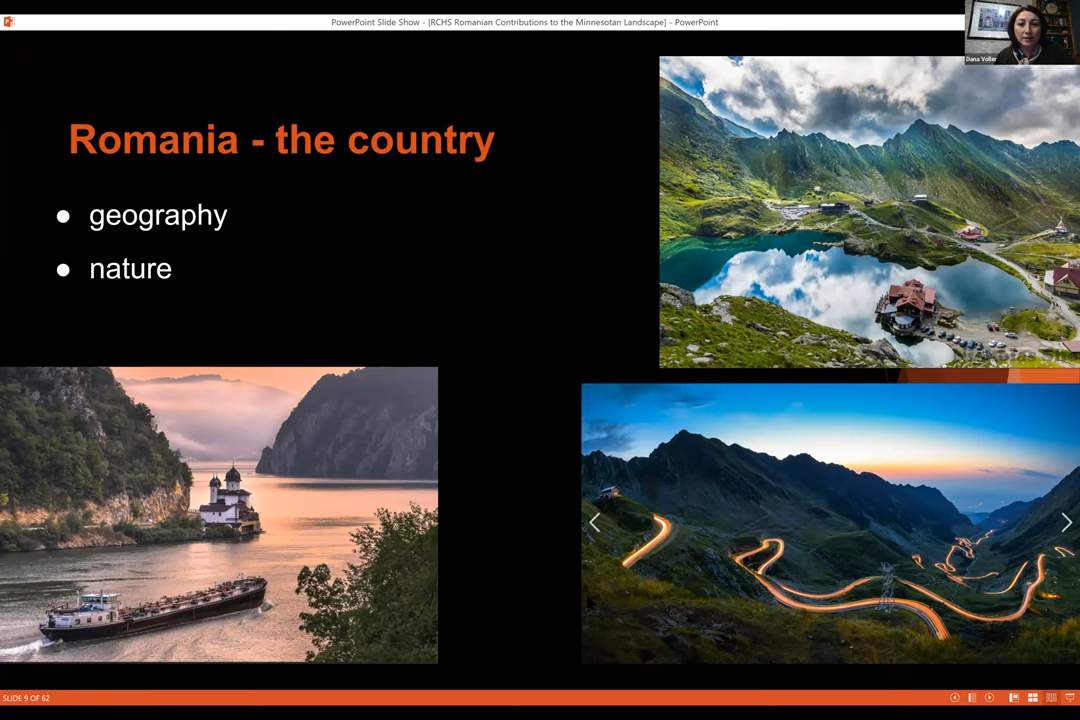 PowerPoint Slide Show - [RCHS Romanian Contributions to the Minnesotan Landscape] - PowerPoint
Dana Voller
Romania - the country
● geography
● nature
SLIDE 9 OF 62